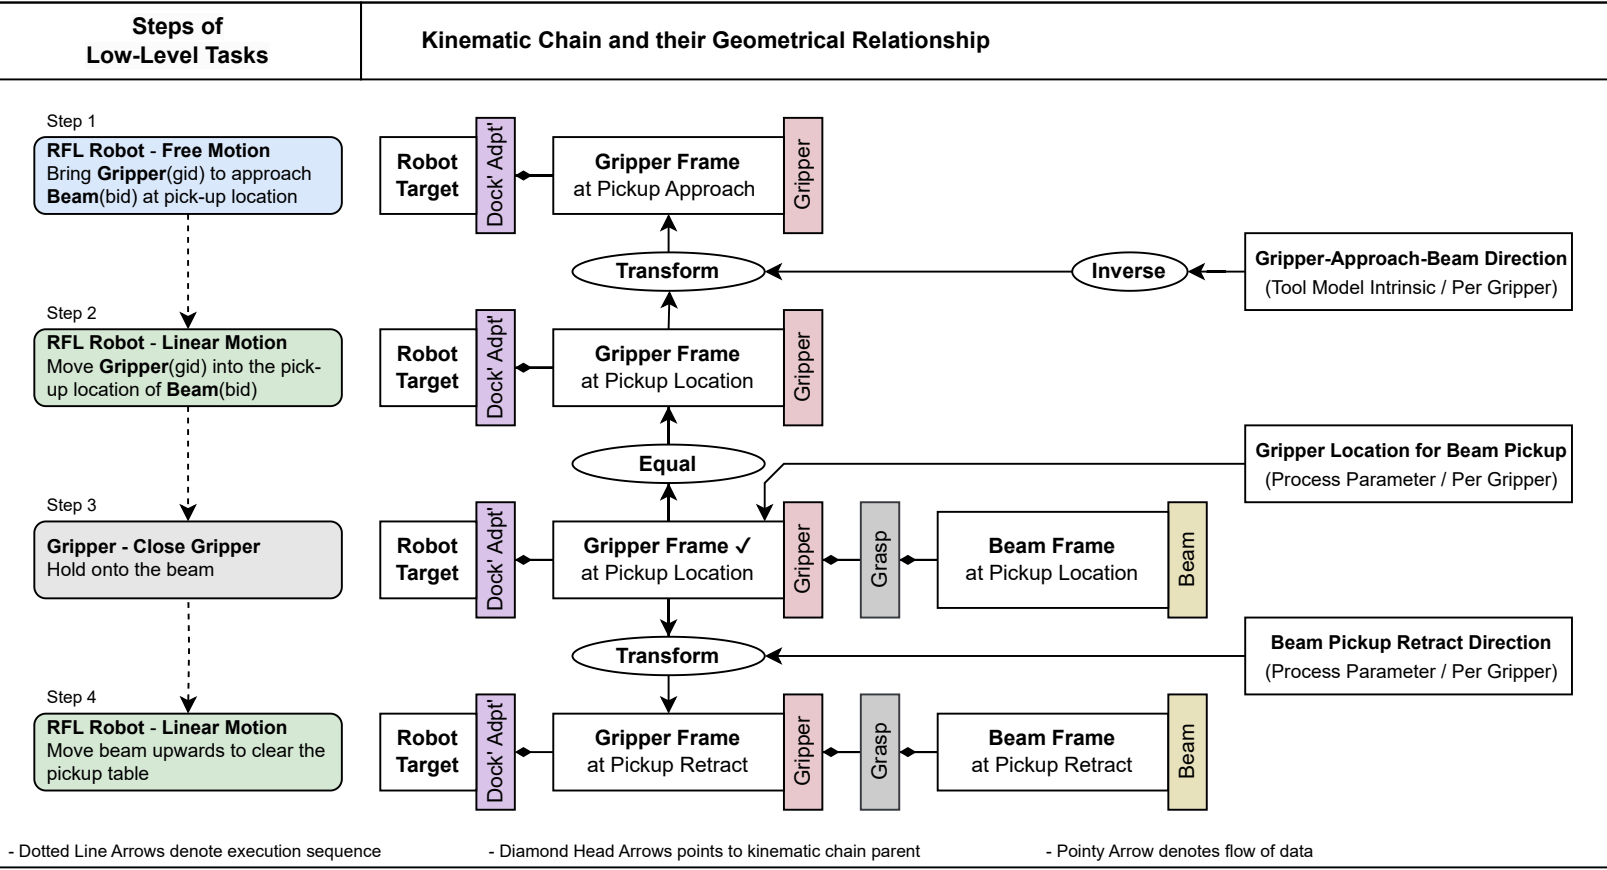 Steps of
Low-Level Tasks
Kinematic Chain and their Geometrical Relationship
Step 1
RFL Robot - Free Motion
Bring Gripper(gid) to approach
Beam(bid) at pick-up location
Robot
Target
Dock' Adpt'
Gripper Frame
at Pickup Approach
Gripper
Transform
Inverse
Gripper-Approach-Beam Direction
(Tool Model Intrinsic / Per Gripper)
Step 2
RFL Robot - Linear Motion
Move Gripper(gid) into the pick-
up location of Beam(bid)
Robot
Target
Dock' Adpt'
Gripper Frame
at Pickup Location
Gripper
Equal
Gripper Location for Beam Pickup
(Process Parameter / Per Gripper)
Step 3
Gripper - Close Gripper
Hold onto the beam
Robot
Target
Dock' Adpt'
Gripper Frame ✓
at Pickup Location
Gripper
Grasp
Beam Frame
at Pickup Location
Beam
Transform
Beam Pickup Retract Direction
(Process Parameter / Per Gripper)
Step 4
RFL Robot - Linear Motion
Move beam upwards to clear the
pickup table
Robot
Target
Dock' Adpt'
Gripper Frame
at Pickup Retract
Gripper
Grasp
Beam Frame
at Pickup Retract
Beam
- Dotted Line Arrows denote execution sequence
- Diamond Head Arrows points to kinematic chain parent
- Pointy Arrow denotes flow of data